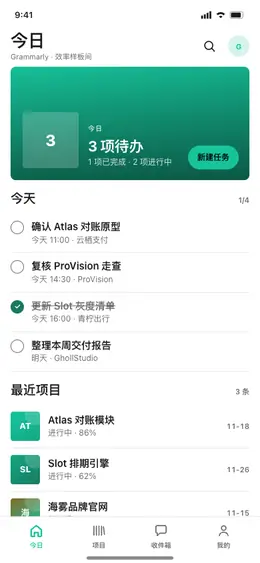 9:41
今日
Grammarly · 效率样板间
G
3
今日
3 项待办
1 项已完成 · 2 项进行中
新建任务
今天
1/4
确认 Atlas 对账原型
今天 11:00 · 云栖支付
复核 ProVision 走查
今天 14:30 · ProVision
更新 Slot 灰度清单
今天 16:00 · 青柠出行
整理本周交付报告
明天 · GhollStudio
最近项目
3 条
AT
Atlas 对账模块
进行中 · 86%
11-18
SL
Slot 排期引擎
进行中 · 62%
11-26
海
海雾品牌官网
11-15
今日
项目
收件箱
我的